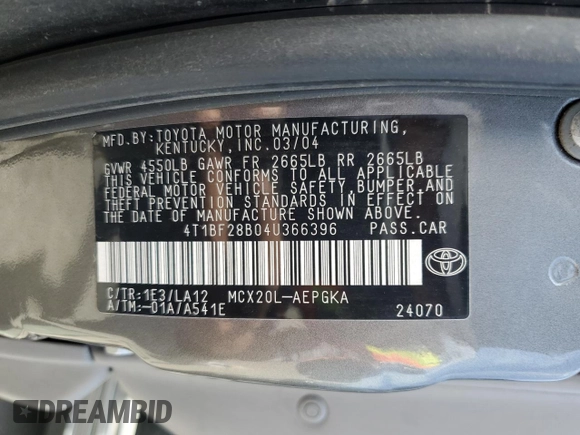 MFD.BY:TOYOTA MOTOR MANUFACTURING,
KENTUCKY,INC.03/04
GVWR 4550LB GAWR FR 2665LB RR 2665LB
THIS VEHICLE CONFORMS TO ALL APPLICABLE
FEDERAL MOTOR VEHICLE SAFETY,BUMPER,AND
THEFT PREVENTION STANDARDS IN EFFECT ON
THE DATE OF MANUFACTURE SHOWN ABOVE.
4T1BF28B04U366396 PASS.CAR
C/TR:1E3/LA12 MCX20L-AEPGKA
A/TM:-01A/A541E 24070
DREAMBID